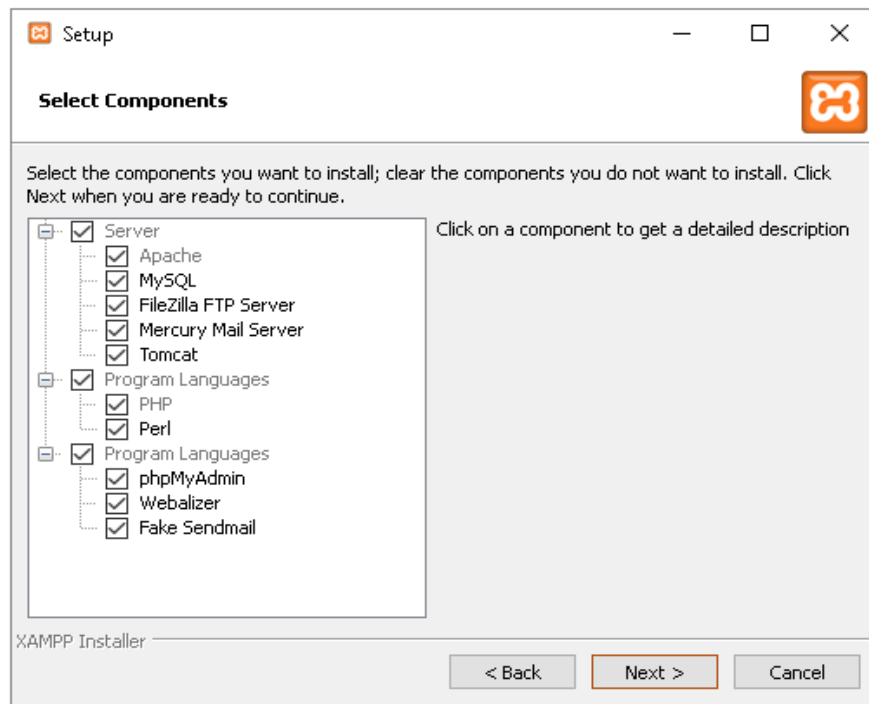 Setup
Select Components
Select the components you want to install; clear the components you do not want to install. Click
Next when you are ready to continue.
Server
Click on a component to get a detailed description
Apache
MySQL
FileZilla FTP Server
Mercury Mail Server
Tomcat
Program Languages
PHP
Perl
Program Languages
phpMyAdmin
Webalizer
Fake Sendmail
XAMPP Installer
< Back
Next >
Cancel